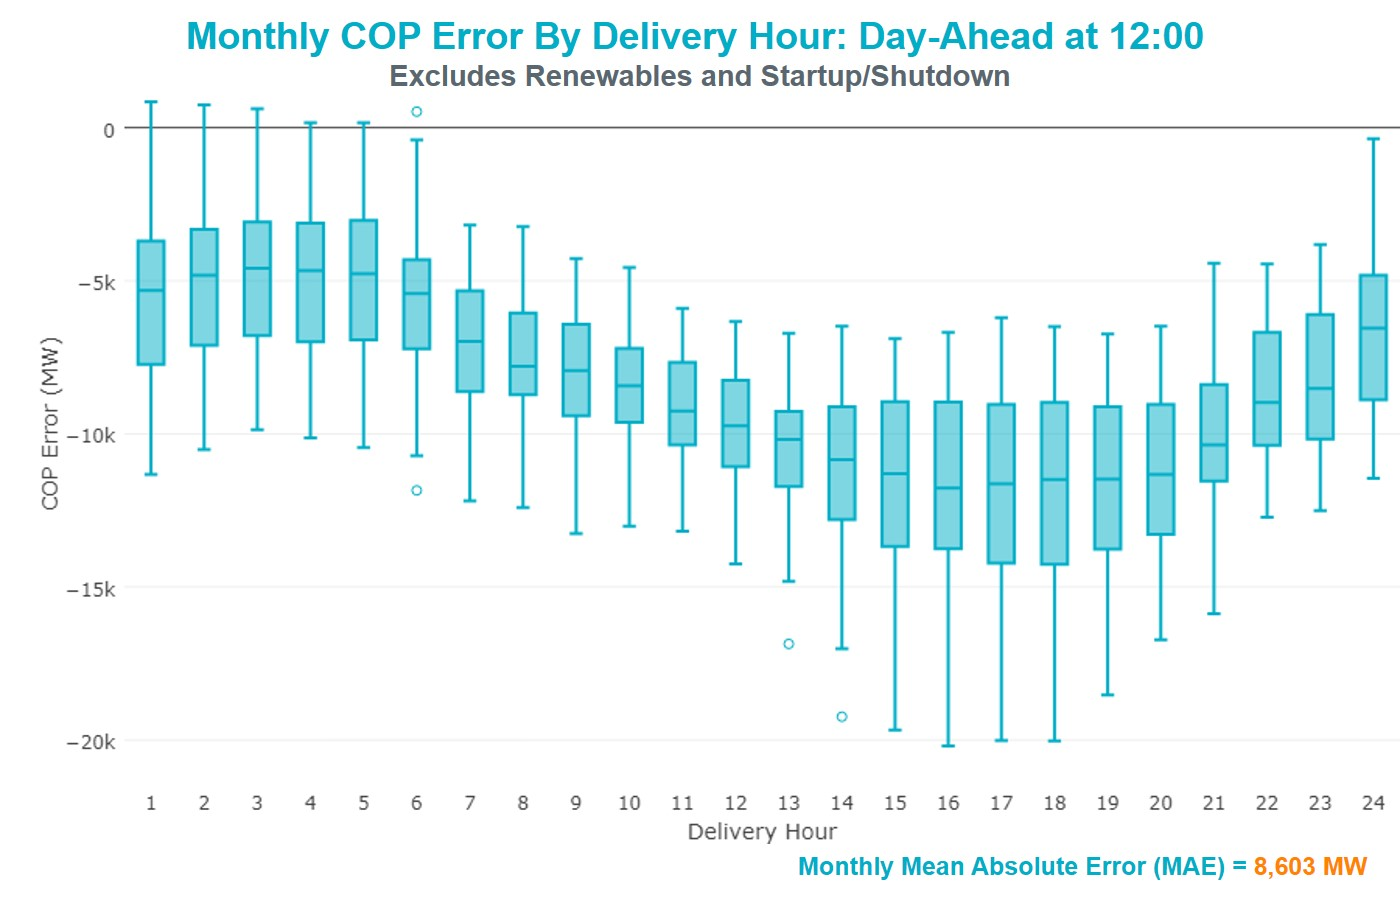 Monthly COP Error By Delivery Hour: Day-Ahead at 12:00
Excludes Renewables and Startup/Shutdown
0
−5k
−10k
−15k
−20k
COP Error (MW)
1 2 3 4 5 6 7 8 9 10 11 12 13 14 15 16 17 18 19 20 21 22 23 24
Delivery Hour
Monthly Mean Absolute Error (MAE) = 8,603 MW